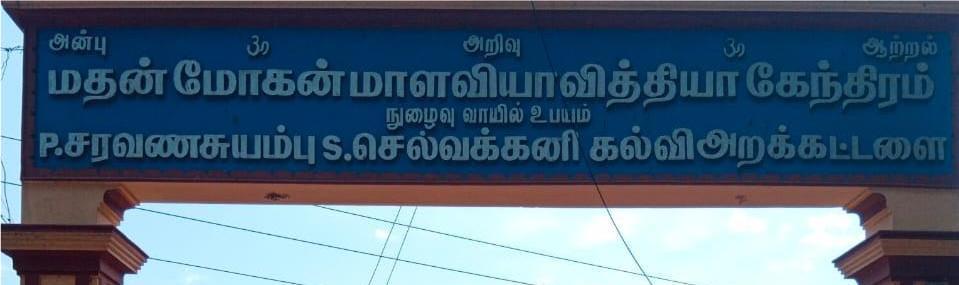 அன்பு ௐ அறிவு ௐ ஆற்றல்
மதன் மோகன் மாளவியா வித்தியா கேந்திரம்
நுழைவு வாயில் உபயம்
P.சரவணசுயம்பு S.செல்வக்கனி கல்வி அறக்கட்டளை